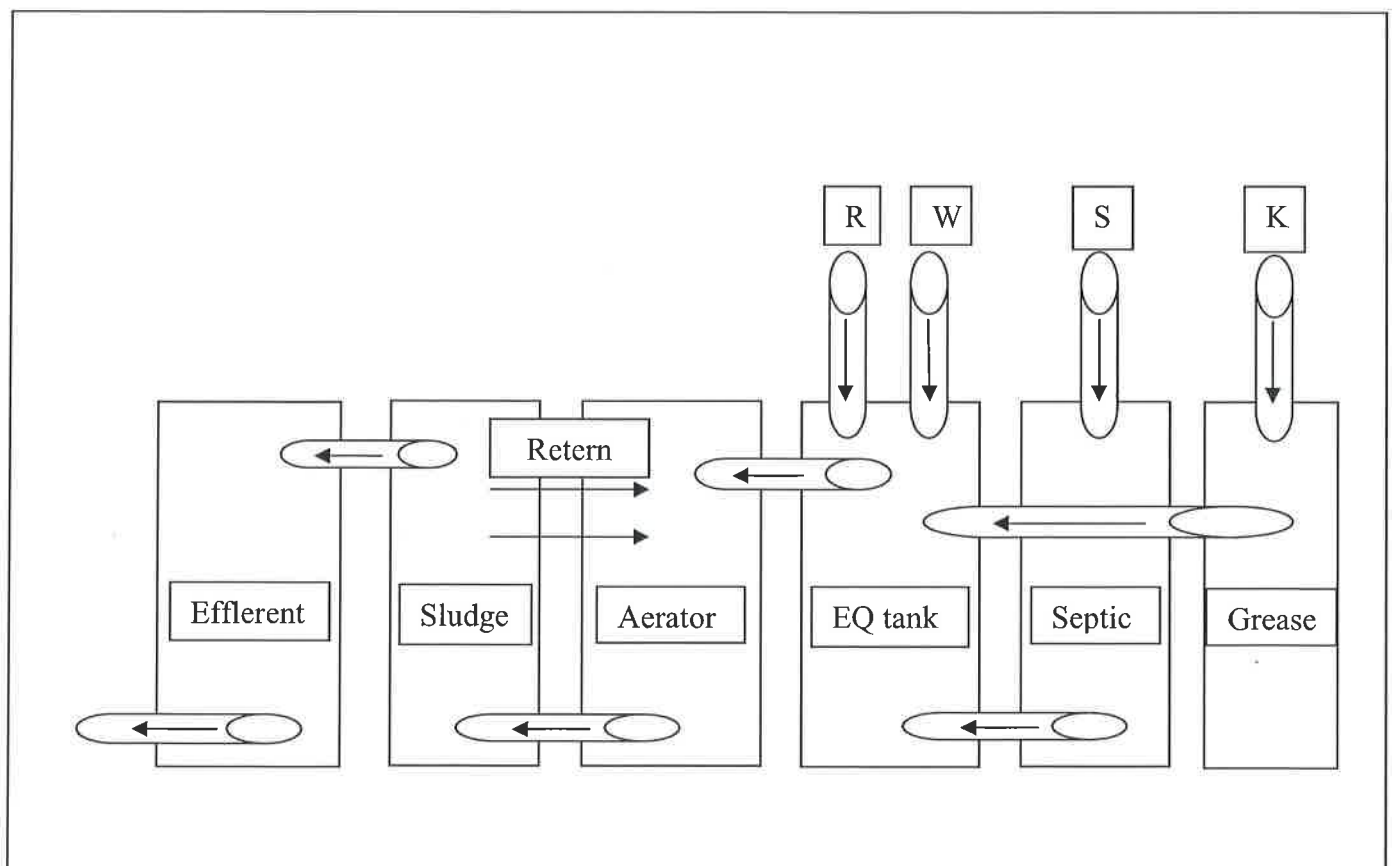 R
W
S
K
Retern
Efflerent
Sludge
Aerator
EQ tank
Septic
Grease